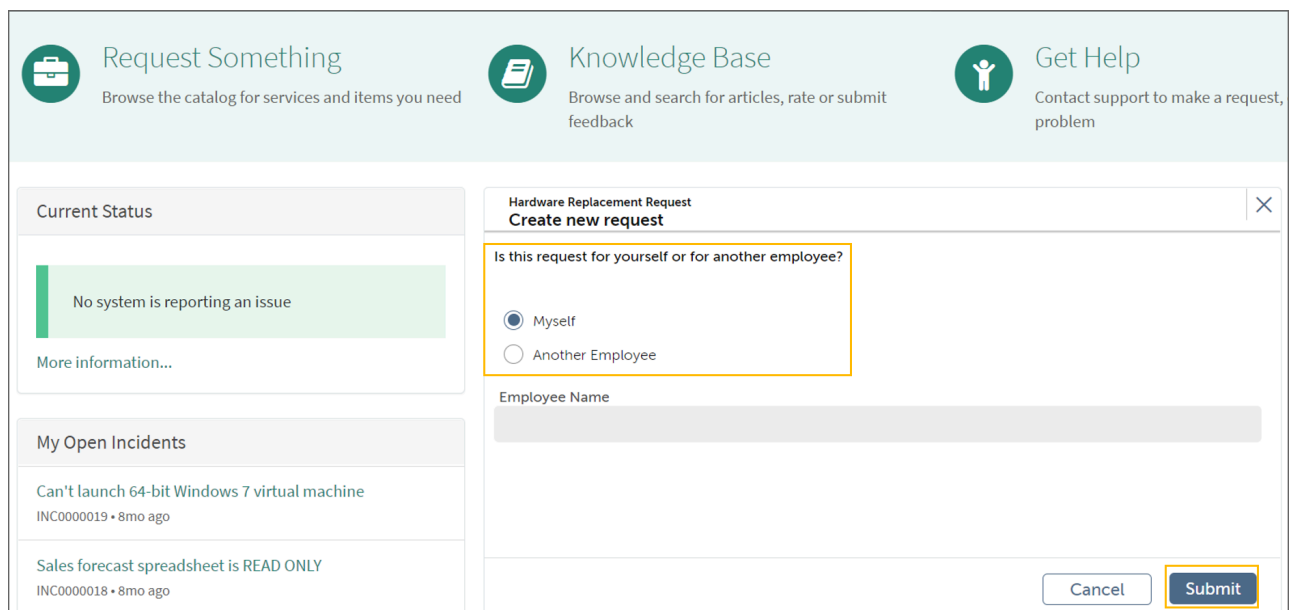 Request Something
Browse the catalog for services and items you need
Knowledge Base
Browse and search for articles, rate or submit
feedback
Get Help
Contact support to make a request,
problem
Current Status
No system is reporting an issue
More information...
My Open Incidents
Can't launch 64-bit Windows 7 virtual machine
INC0000019 • 8mo ago
Sales forecast spreadsheet is READ ONLY
INC0000018 • 8mo ago
Hardware Replacement Request
Create new request
Is this request for yourself or for another employee?
Myself
Another Employee
Employee Name
Cancel
Submit